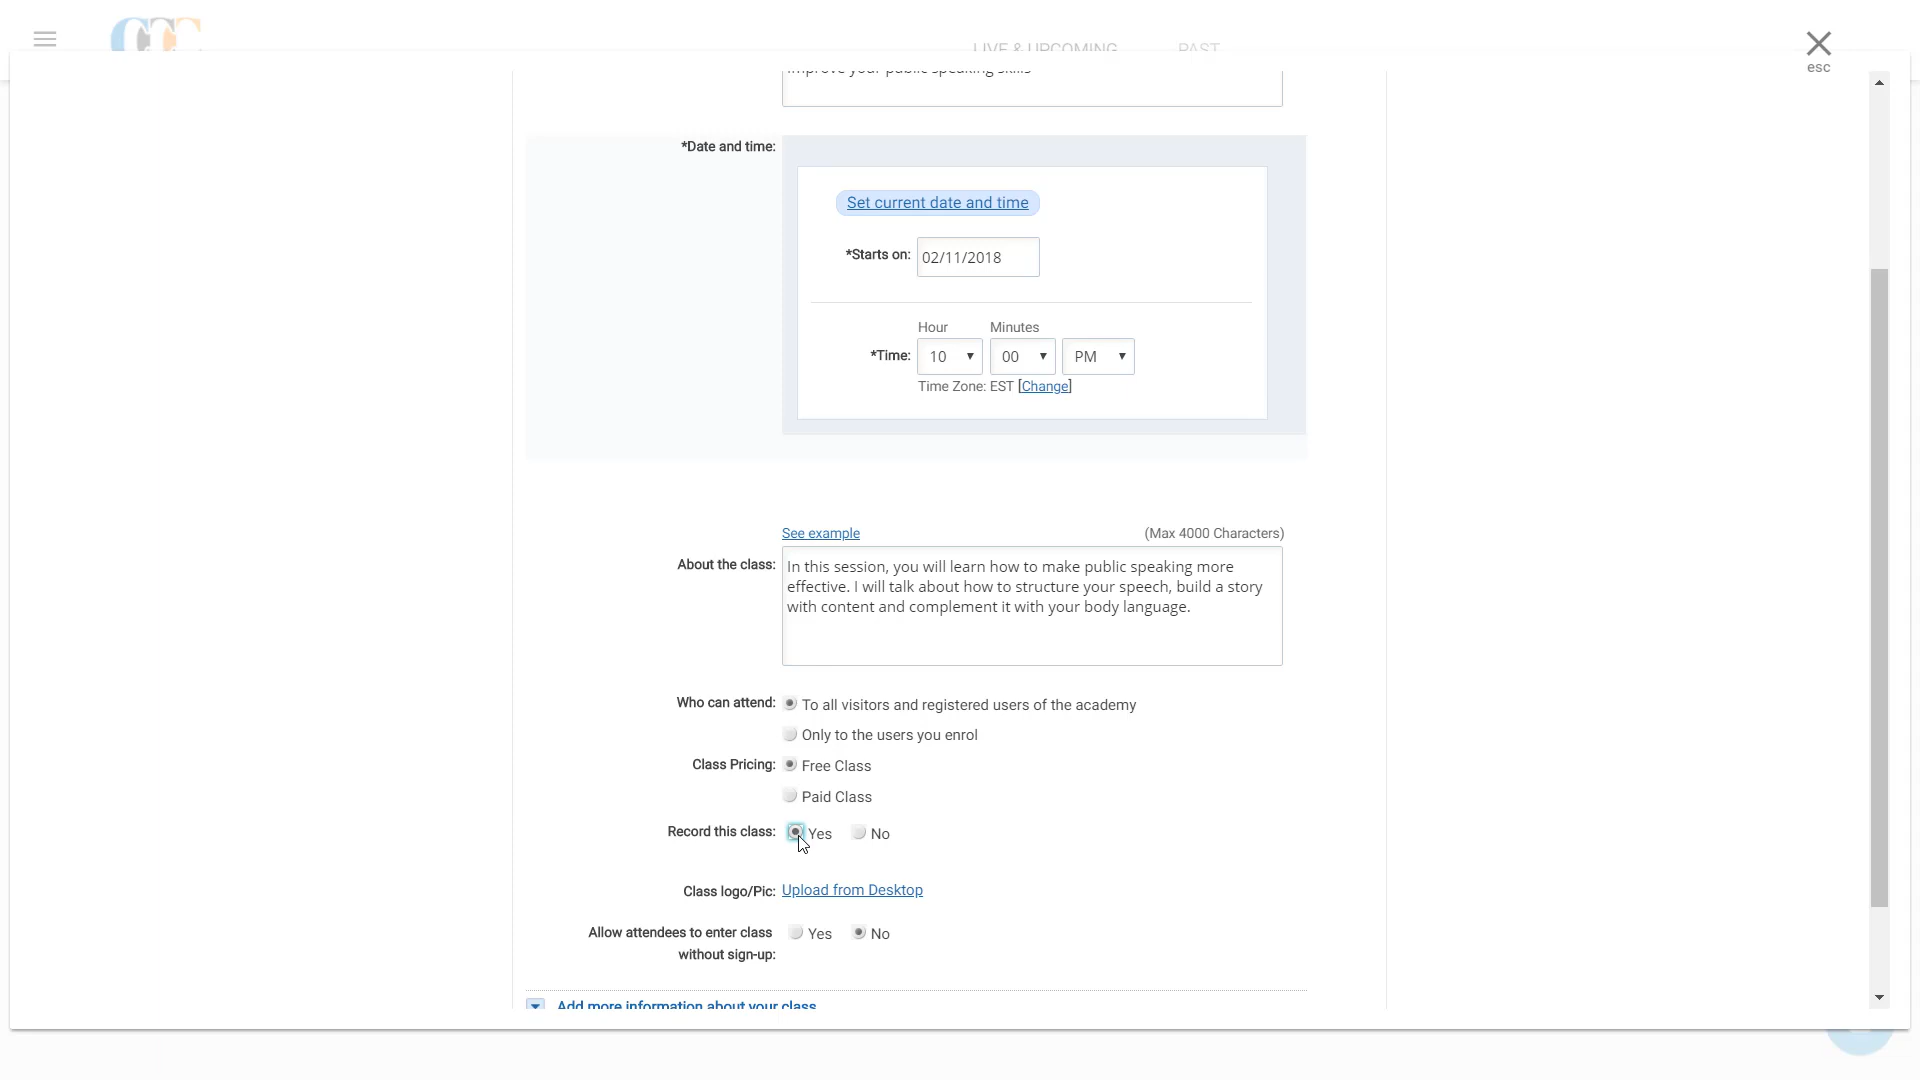 LIVE & UPCOMING
PAST
esc
improve your public speaking skills
*Date and time:
Set current date and time
*Starts on:
02/11/2018
Hour
Minutes
*Time:
10
00
PM
Time Zone: EST [Change]
See example
(Max 4000 Characters)
About the class:
In this session, you will learn how to make public speaking more
effective. I will talk about how to structure your speech, build a story
with content and complement it with your body language.
Who can attend:
To all visitors and registered users of the academy
Only to the users you enrol
Class Pricing:
Free Class
Paid Class
Record this class:
Yes
No
Class logo/Pic:
Upload from Desktop
Allow attendees to enter class
without sign-up:
Yes
No
Add more information about your class